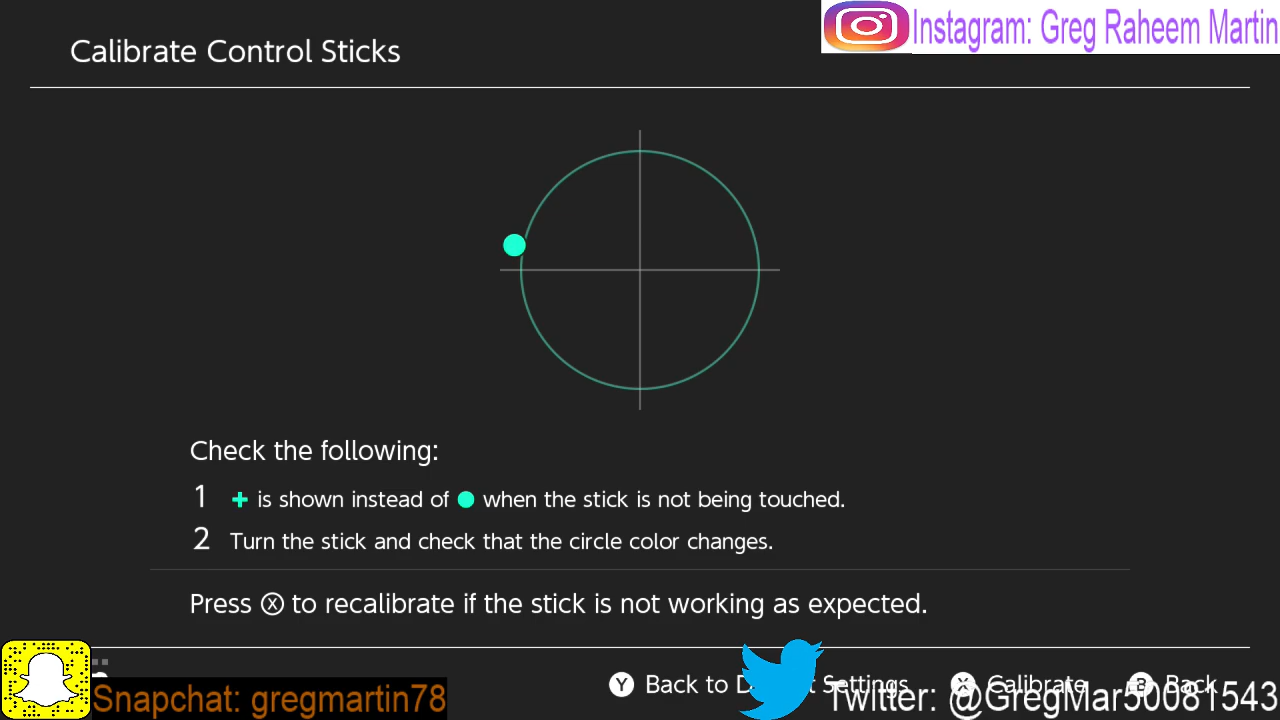 Calibrate Control Sticks
Instagram: Greg Raheem Martin
Check the following:
1 + is shown instead of ● when the stick is not being touched.
2 Turn the stick and check that the circle color changes.
Press Ⓧ to recalibrate if the stick is not working as expected.
Snapchat: gregmartin78
Y Back to Settings X Calibrate B Back
Twitter: @GregMar50081543